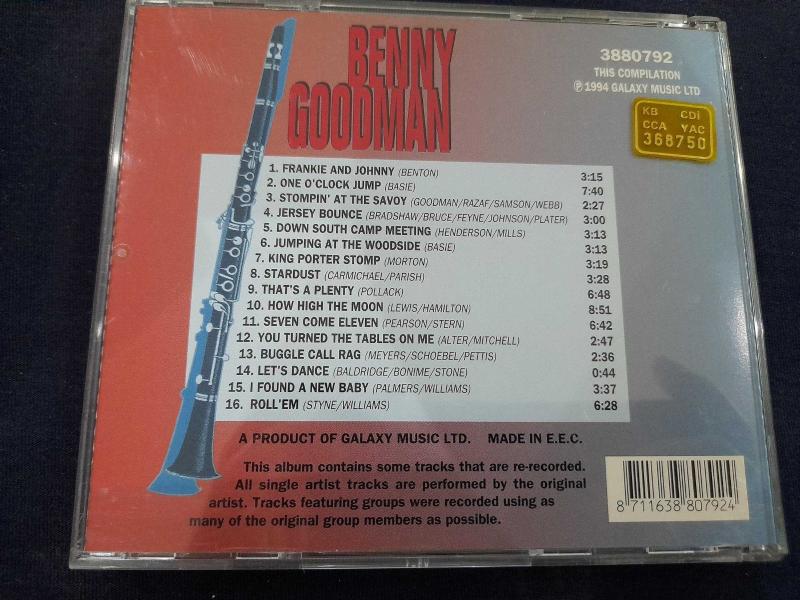 BENNY
GOODMAN
3880792
THIS COMPILATION
℗ 1994 GALAXY MUSIC LTD
KB CDi
CCA VAC
368750
1. FRANKIE AND JOHNNY (BENTON) 3:15
2. ONE O'CLOCK JUMP (BASIE) 7:40
3. STOMPIN' AT THE SAVOY (GOODMAN/RAZAF/SAMSON/WEBB) 2:27
4. JERSEY BOUNCE (BRADSHAW/BRUCE/FEYNE/JOHNSON/PLATER) 3:00
5. DOWN SOUTH CAMP MEETING (HENDERSON/MILLS) 3:13
6. JUMPING AT THE WOODSIDE (BASIE) 3:13
7. KING PORTER STOMP (MORTON) 3:19
8. STARDUST (CARMICHAEL/PARISH) 3:28
9. THAT'S A PLENTY (POLLACK) 6:48
10. HOW HIGH THE MOON (LEWIS/HAMILTON) 8:51
11. SEVEN COME ELEVEN (PEARSON/STERN) 6:42
12. YOU TURNED THE TABLES ON ME (ALTER/MITCHELL) 2:47
13. BUGGLE CALL RAG (MEYERS/SCHOEBEL/PETTIS) 2:36
14. LET'S DANCE (BALDRIDGE/BONIME/STONE) 0:44
15. I FOUND A NEW BABY (PALMERS/WILLIAMS) 3:37
16. ROLL'EM (STYNE/WILLIAMS) 6:28
A PRODUCT OF GALAXY MUSIC LTD. MADE IN E.E.C.
This album contains some tracks that are re-recorded.
All single artist tracks are performed by the original
artist. Tracks featuring groups were recorded using as
many of the original group members as possible.
8 711638 807924